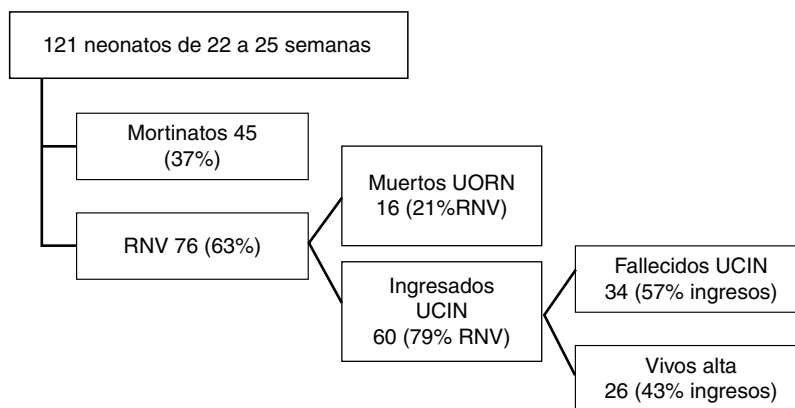 121 neonatos de 22 a 25 semanas
Mortinatos 45
(37%)
RNV 76 (63%)
Muertos UORN
16 (21%RNV)
Ingresados
UCIN
60 (79% RNV)
Fallecidos UCIN
34 (57% ingresos)
Vivos alta
26 (43% ingresos)